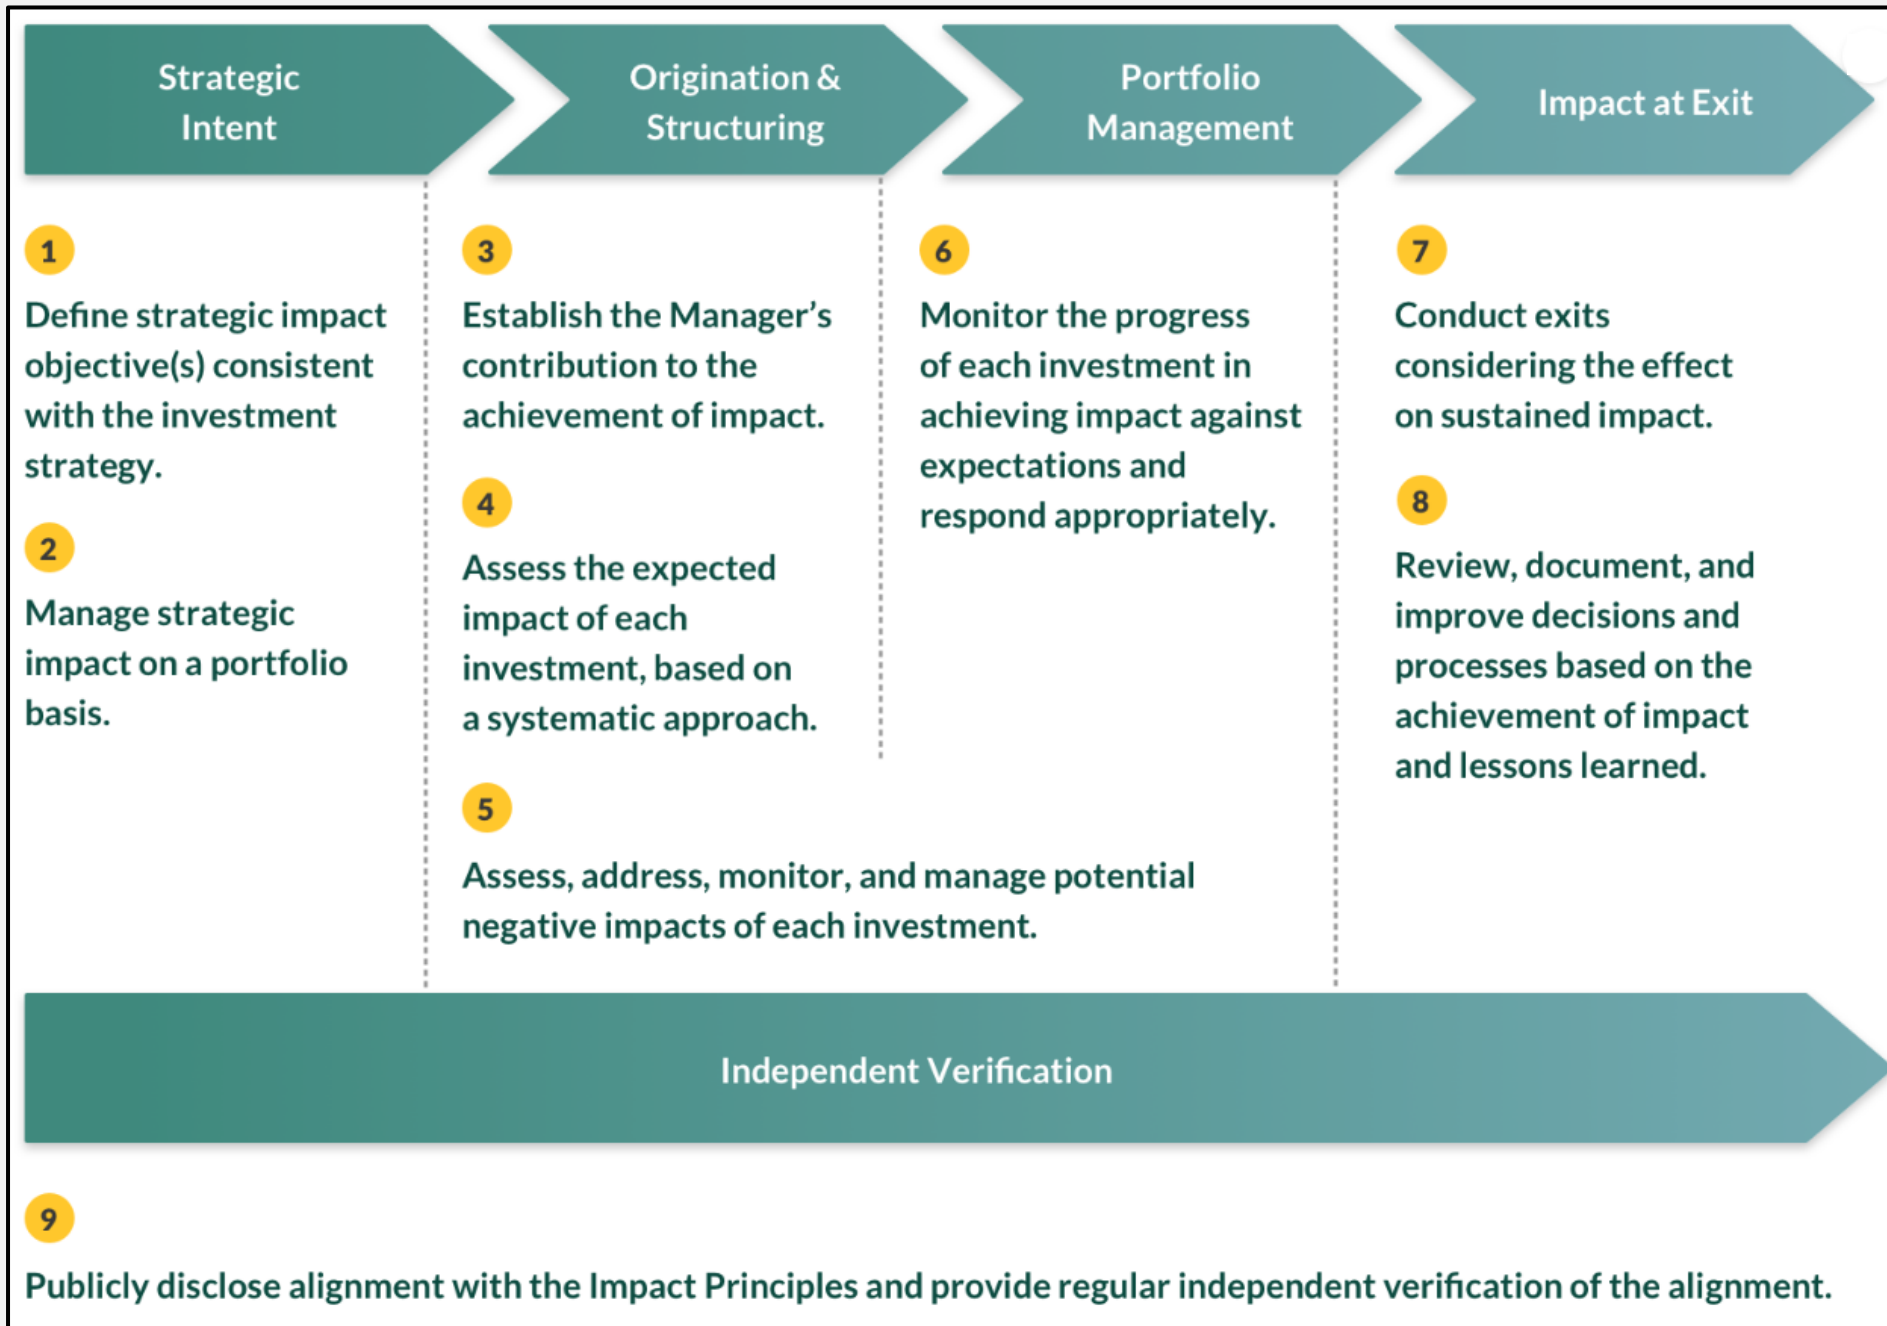 Strategic
Intent
Origination &
Structuring
Portfolio
Management
Impact at Exit
1
Define strategic impact
objective(s) consistent
with the investment
strategy.
2
Manage strategic
impact on a portfolio
basis.
3
Establish the Manager’s
contribution to the
achievement of impact.
4
Assess the expected
impact of each
investment, based on
a systematic approach.
5
Assess, address, monitor, and manage potential
negative impacts of each investment.
6
Monitor the progress
of each investment in
achieving impact against
expectations and
respond appropriately.
7
Conduct exits
considering the effect
on sustained impact.
8
Review, document, and
improve decisions and
processes based on the
achievement of impact
and lessons learned.
Independent Verification
9
Publicly disclose alignment with the Impact Principles and provide regular independent verification of the alignment.